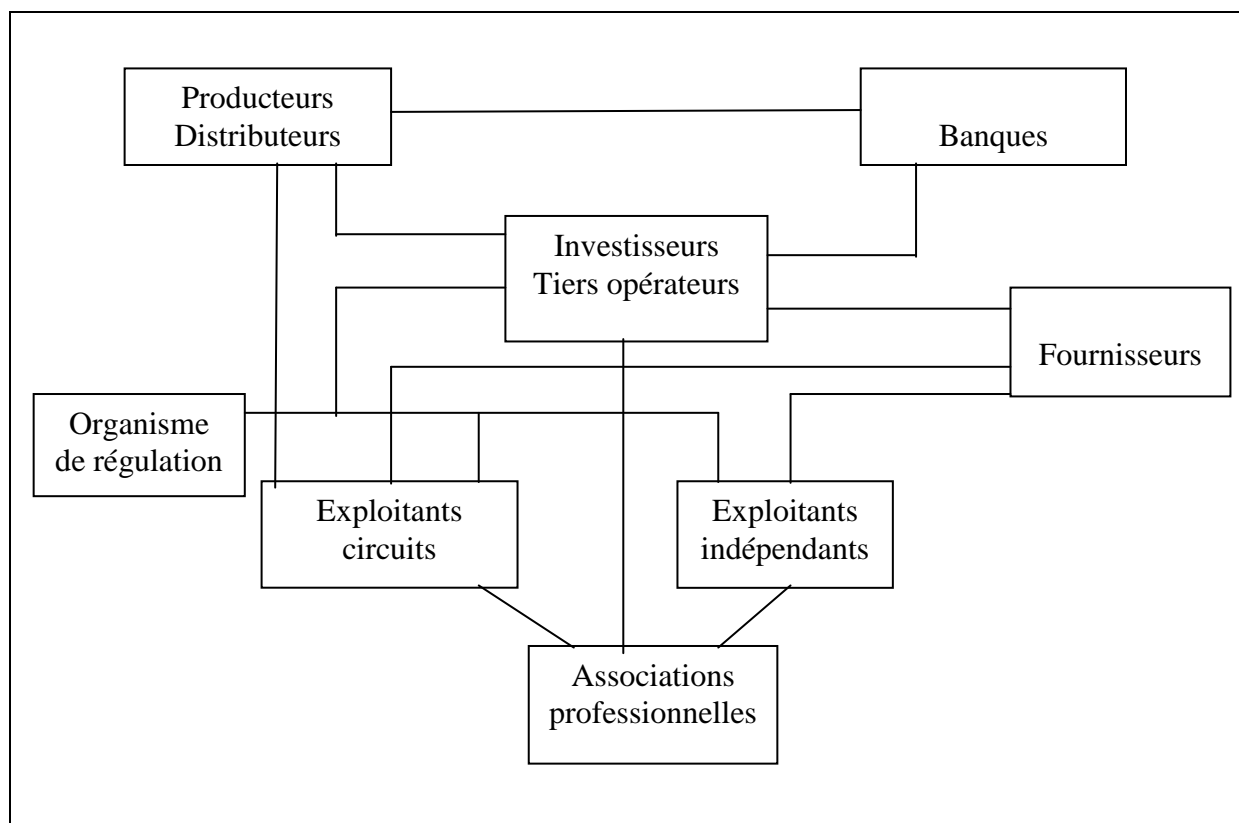 Producteurs
Distributeurs
Banques
Investisseurs
Tiers opérateurs
Fournisseurs
Organisme
de régulation
Exploitants
circuits
Exploitants
indépendants
Associations
professionnelles